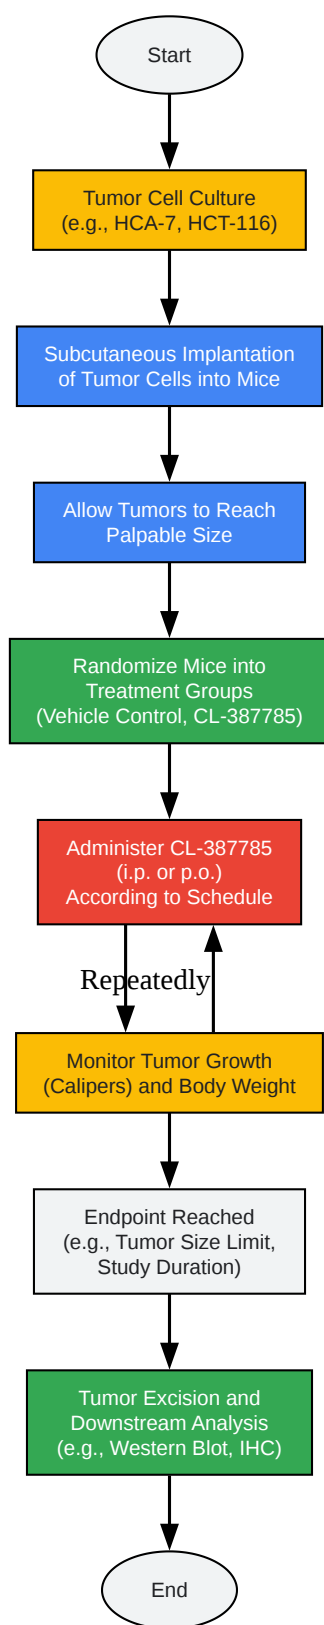 Start
Tumor Cell Culture
(e.g., HCA-7, HCT-116)
Subcutaneous Implantation
of Tumor Cells into Mice
Allow Tumors to Reach
Palpable Size
Randomize Mice into
Treatment Groups
(Vehicle Control, CL-387785)
Administer CL-387785
(i.p. or p.o.)
According to Schedule
Repeatedly
Monitor Tumor Growth
(Calipers) and Body Weight
Endpoint Reached
(e.g., Tumor Size Limit,
Study Duration)
Tumor Excision and
Downstream Analysis
(e.g., Western Blot, IHC)
End